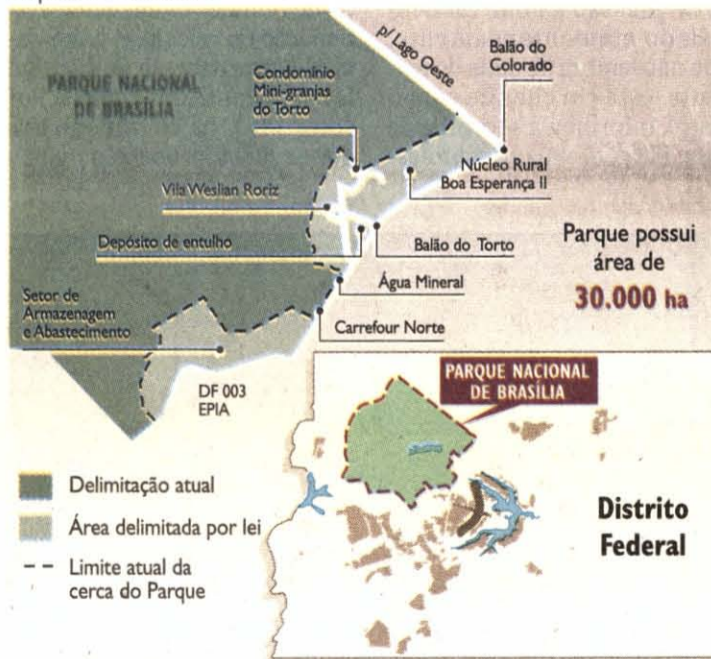 p/ Lago Oeste
Balão do
Colorado
PARQUE NACIONAL
DE BRASÍLIA
Condomínio
Mini-granjas
do Torto
Núcleo Rural
Boa Esperança II
Vila Weslian Roriz
Depósito de entulho
Balão do Torto
Parque possui
área de
30.000 ha
Água Mineral
Setor de
Armazenagem
e Abastecimento
Carrefour Norte
DF 003
EPIA
PARQUE NACIONAL
DE BRASÍLIA
Delimitação atual
Área delimitada por lei
Limite atual da
cerca do Parque
Distrito
Federal